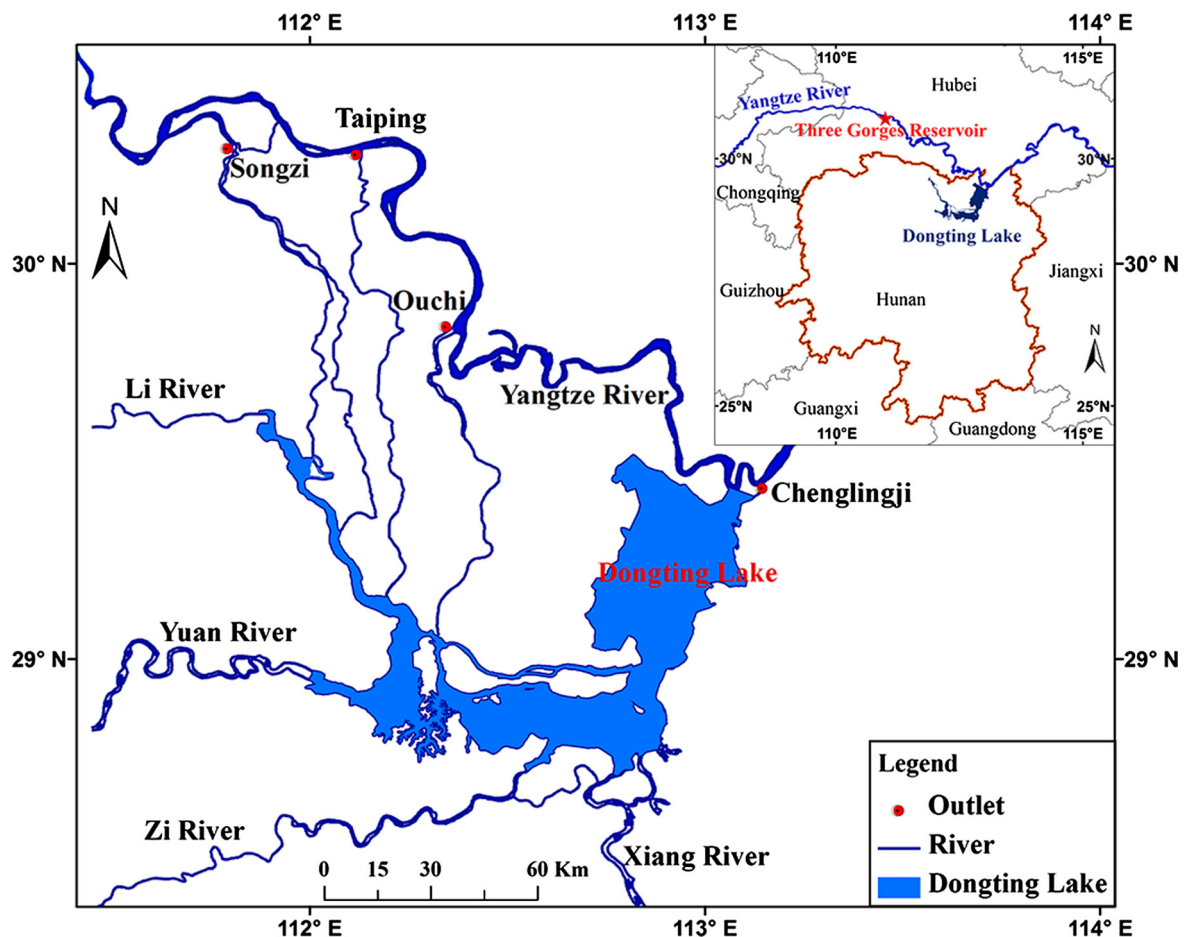 112° E
113° E
114° E
110°E
115°E
Hubei
Yangtze River
Three Gorges Reservoir
30°N
30°N
Chongqing
Dongting Lake
Jiangxi
Guizhou
Hunan
N
25°N
25°N
Guangxi
Guangdong
110°E
115°E
Taiping
Songzi
N
30° N
30° N
Ouchi
Li River
Yangtze River
Chenglingji
Dongting Lake
Yuan River
29° N
29° N
Zi River
Xiang River
0 15 30 60 Km
Legend
Outlet
River
Dongting Lake
112° E
113° E
114° E